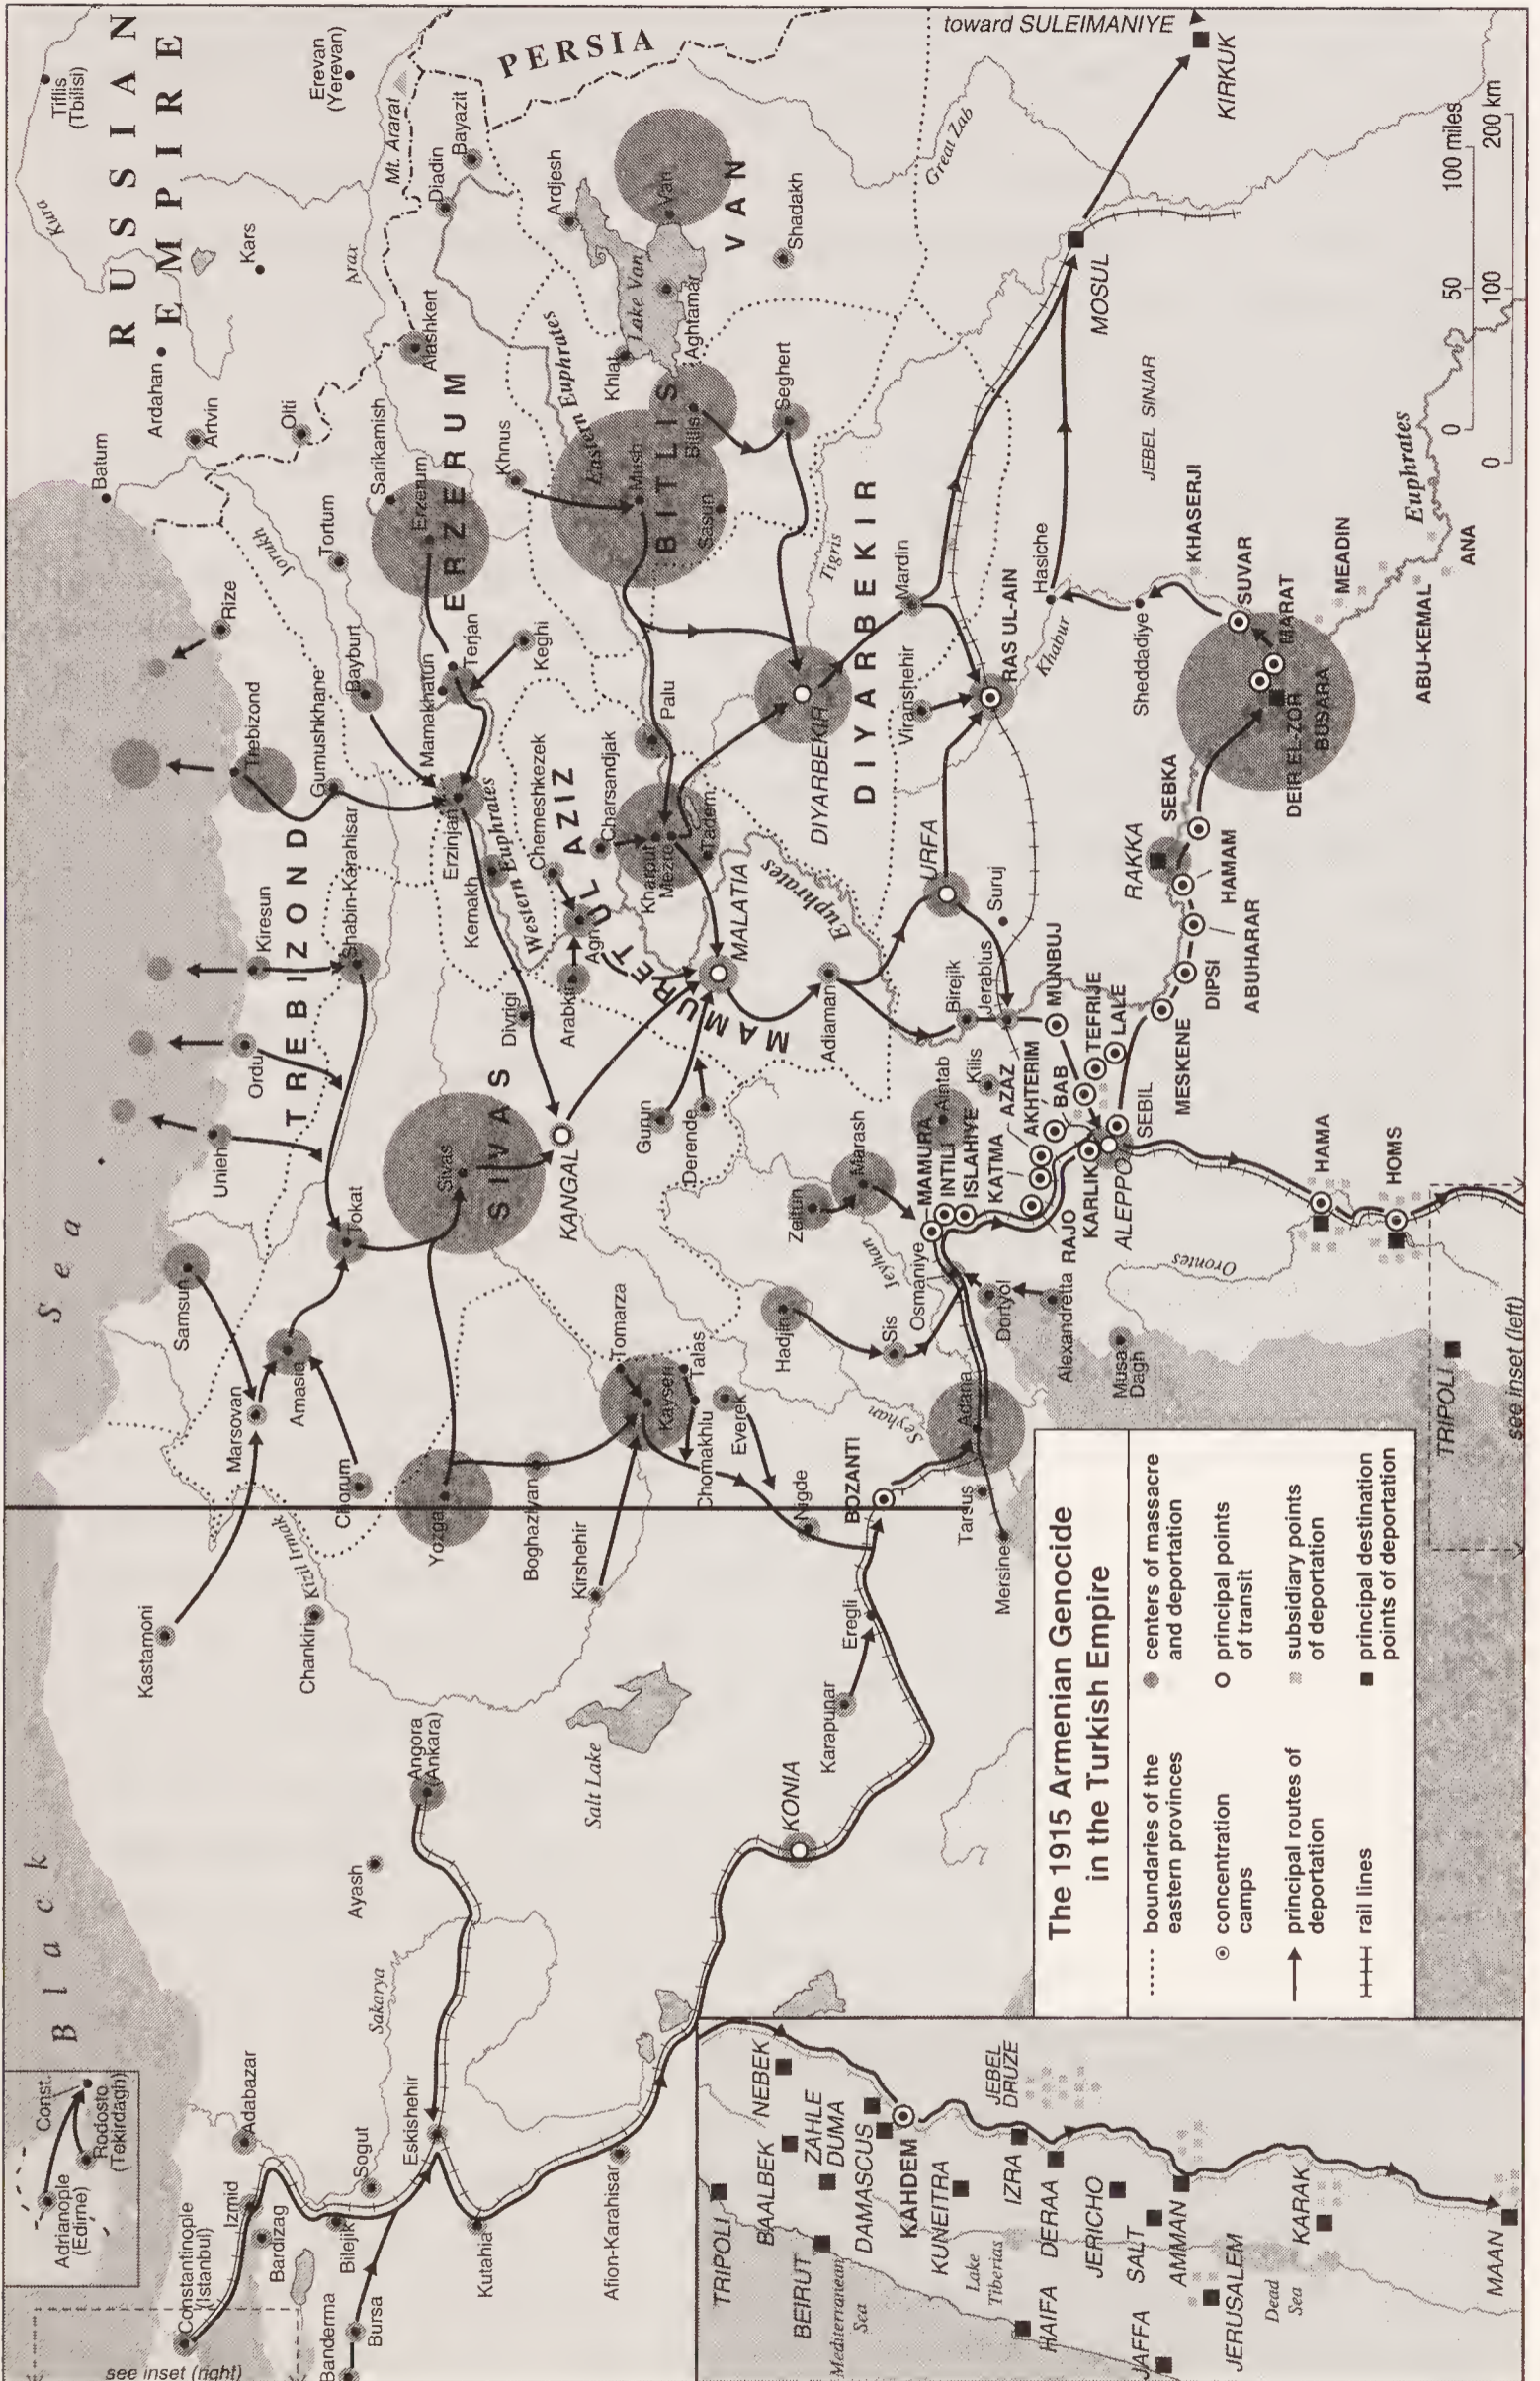 The 1915 Armenian Genocide
in the Turkish Empire
boundaries of the
eastern provinces
concentration
camps
principal routes of
deportation
rail lines
centers of massacre
and deportation
principal points
of transit
subsidiary points
of deportation
principal destination
points of deportation
Black
Sea
RUSSIAN
EMPIRE
PERSIA
toward SULEIMANIYE
Tiflis
(Tbilisi)
Erevan
(Yerevan)
Kura
Kars
Ardahan
Artvin
Batum
Olti
Arax
Mt. Ararat
Bayazit
Diadin
Alashkert
Sarikamish
Tortum
Jorukh
Rize
Trebizond
Gumushkhane
Bayburt
Kiresun
Shabin-Karahisar
Ordu
Unieh
TREBIZOND
Samsun
Tokat
Marsovan
Amasia
Chorum
Kastamoni
Chankiri
Kizil Irmak
ERZERUM
Erzerum
Khnus
Terjan
Mamakhatun
Keghi
Erzinjan
Kemakh
Western Euphrates
Eastern Euphrates
Ardjesh
Lake Van
Van
VAN
Shadakh
Aghtamar
Khlat
BITLIS
Bitlis
Mush
Sasun
Seghert
Great Zab
KIRKUK
MOSUL
JEBEL SINJAR
Tigris
DIYARBEKIR
DIYARBEKIR
Mardin
Viranshehir
RAS UL-AIN
Hasiche
Khabur
Sheddadiye
KHASERJI
SUVAR
MARAT
DEIR EL-ZOR
BUSARA
MEADIN
ABU-KEMAL
ANA
Euphrates
Palu
Charsandjak
Chemeshkezek
Kharput
Mezre
Tadem
MAMURET UL AZIZ
Agn
Arabkir
Divrigi
MALATIA
Euphrates
Adiaman
URFA
Suruj
Birejik
Jerablus
SIVAS
Sivas
KANGAL
Gurun
Derende
Zeitun
Marash
Aintab
Kilis
Jeyhan
Hadjin
Sis
Osmaniye
Dortyol
Alexandretta
Musa
Dagh
MAMURA
INTILI
ISLAHIYE
KATMA
AZAZ
AKHTERIM
BAB
MUNBUJ
TEFRIJE
LALE
RAJO
KARLIK
ALEPPO
SEBIL
MESKENE
DIPSI
ABUHARAR
HAMAM
RAKKA
SEBKA
HAMA
HOMS
Orontes
TRIPOLI
see inset (left)
Yozgat
Boghazliyan
Kirshehir
Tomarza
Kayseri
Talas
Chomakhlu
Everek
Nigde
BOZANTI
Seyhan
Adana
Tarsus
Mersine
Eregli
Karapunar
KONIA
Salt Lake
Angora
(Ankara)
Ayash
Sakarya
Eskishehir
Sogut
Adabazar
Izmid
Bardizag
Bilejik
Kutahia
Afion-Karahisar
Constantinople
(Istanbul)
Banderma
Bursa
see inset (right)
Const.
Rodosto
(Tekirdagh)
Adrianople
(Edirne)
TRIPOLI
BAALBEK
NEBEK
BEIRUT
ZAHLE
DUMA
Mediterranean
Sea
DAMASCUS
KAHDEM
KUNEITRA
Lake
Tiberias
JEBEL
DRUZE
IZRA
HAIFA
DERAA
JERICHO
SALT
JAFFA
AMMAN
JERUSALEM
Dead
Sea
KARAK
MAAN
0 50 100 miles
0 100 200 km